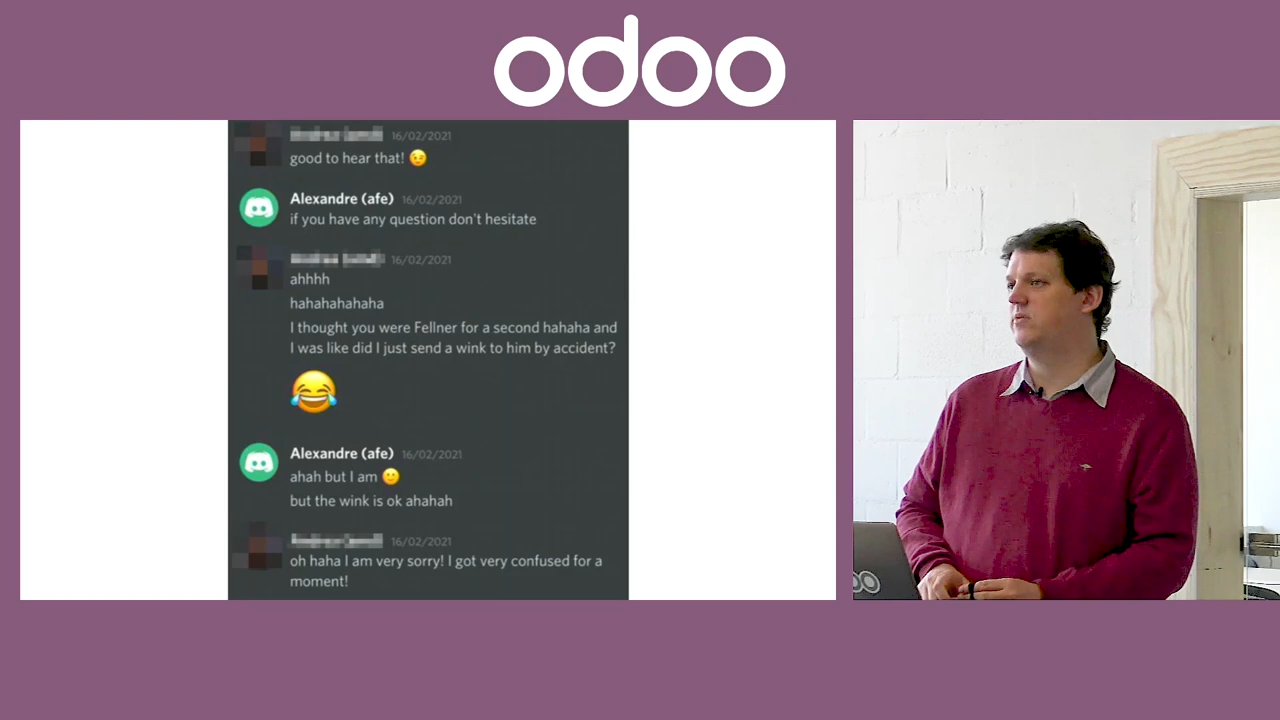 odoo
16/02/2021
good to hear that! 😉
Alexandre (afe) 16/02/2021
if you have any question don't hesitate
16/02/2021
ahhhh
hahahahahaha
I thought you were Fellner for a second hahaha and
I was like did I just send a wink to him by accident?
😂
Alexandre (afe) 16/02/2021
ahah but I am 🙂
but the wink is ok ahahah
16/02/2021
oh haha I am very sorry! I got very confused for a
moment!